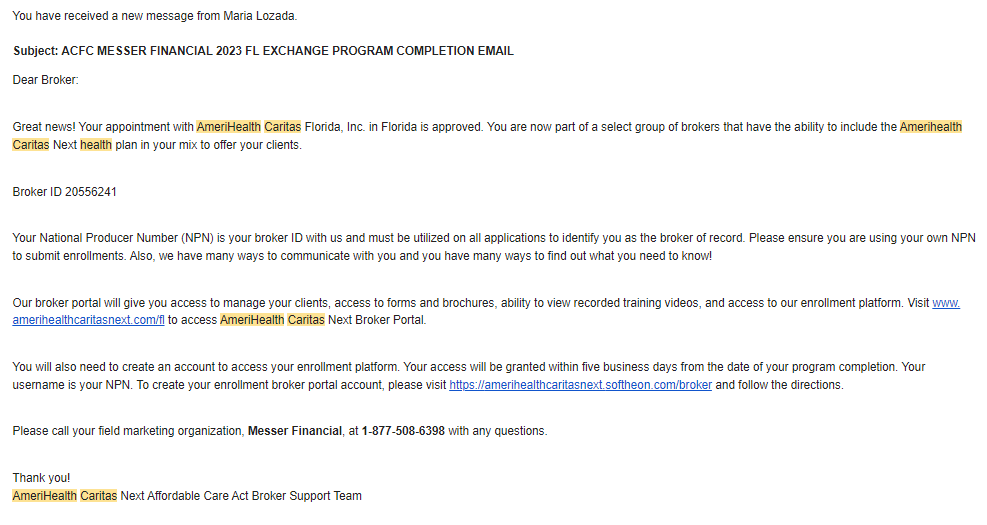 You have received a new message from Maria Lozada.
Subject: ACFC MESSER FINANCIAL 2023 FL EXCHANGE PROGRAM COMPLETION EMAIL
Dear Broker:
Great news! Your appointment with AmeriHealth Caritas Florida, Inc. in Florida is approved. You are now part of a select group of brokers that have the ability to include the Amerihealth
Caritas Next health plan in your mix to offer your clients.
Broker ID 20556241
Your National Producer Number (NPN) is your broker ID with us and must be utilized on all applications to identify you as the broker of record. Please ensure you are using your own NPN
to submit enrollments. Also, we have many ways to communicate with you and you have many ways to find out what you need to know!
Our broker portal will give you access to manage your clients, access to forms and brochures, ability to view recorded training videos, and access to our enrollment platform. Visit www.
amerihealthcaritasnext.com/fl to access AmeriHealth Caritas Next Broker Portal.
You will also need to create an account to access your enrollment platform. Your access will be granted within five business days from the date of your program completion. Your
username is your NPN. To create your enrollment broker portal account, please visit https://amerihealthcaritasnext.softheon.com/broker and follow the directions.
Please call your field marketing organization, Messer Financial, at 1-877-508-6398 with any questions.
Thank you!
AmeriHealth Caritas Next Affordable Care Act Broker Support Team